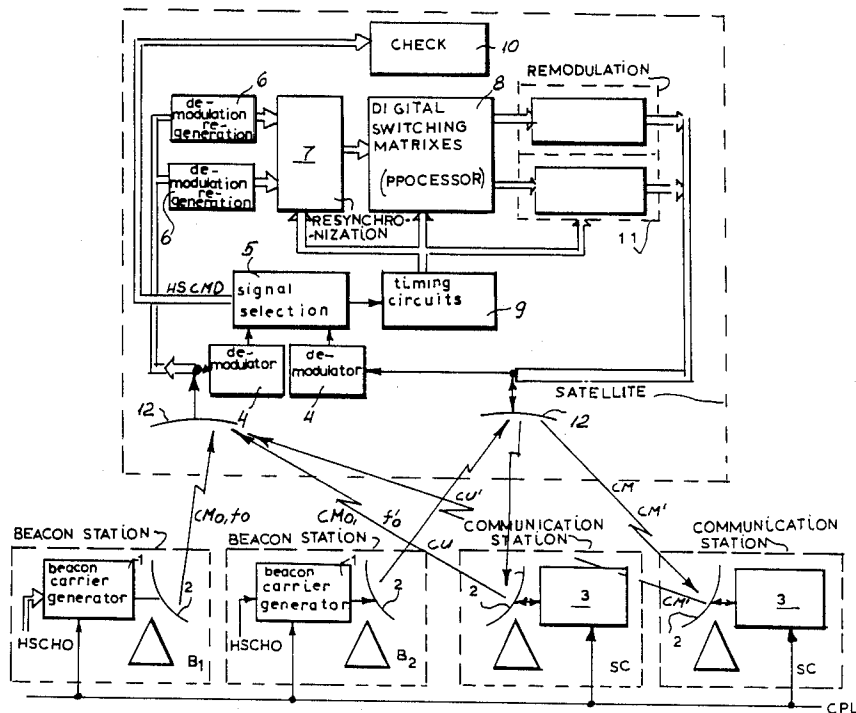 CHECK
10
REMODULATION
6
de-
modulation
re-
generation
de-
modulation
re-
generation
6
7
RESYNCHRO-
NIZATION
8
DIGITAL
SWITCHING
MATRIXES
(PPOCESSOR)
11
HSCMD
5
signal
selection
timing
circuits
9
de-
modulator
4
de-
modulator
4
SATELLITE
12
12
CMo, fo
CMo,
f'o
CU
CU'
CM
CM'
BEACON STATION
beacon
carrier
generator
1
2
HSCHO
B1
BEACON STATION
beacon
carrier
generator
1
2
HSCHO
B2
COMMUNICATION
STATION
2
3
SC
COMMUNICATION
STATION
CM'
2
3
SC
CPL